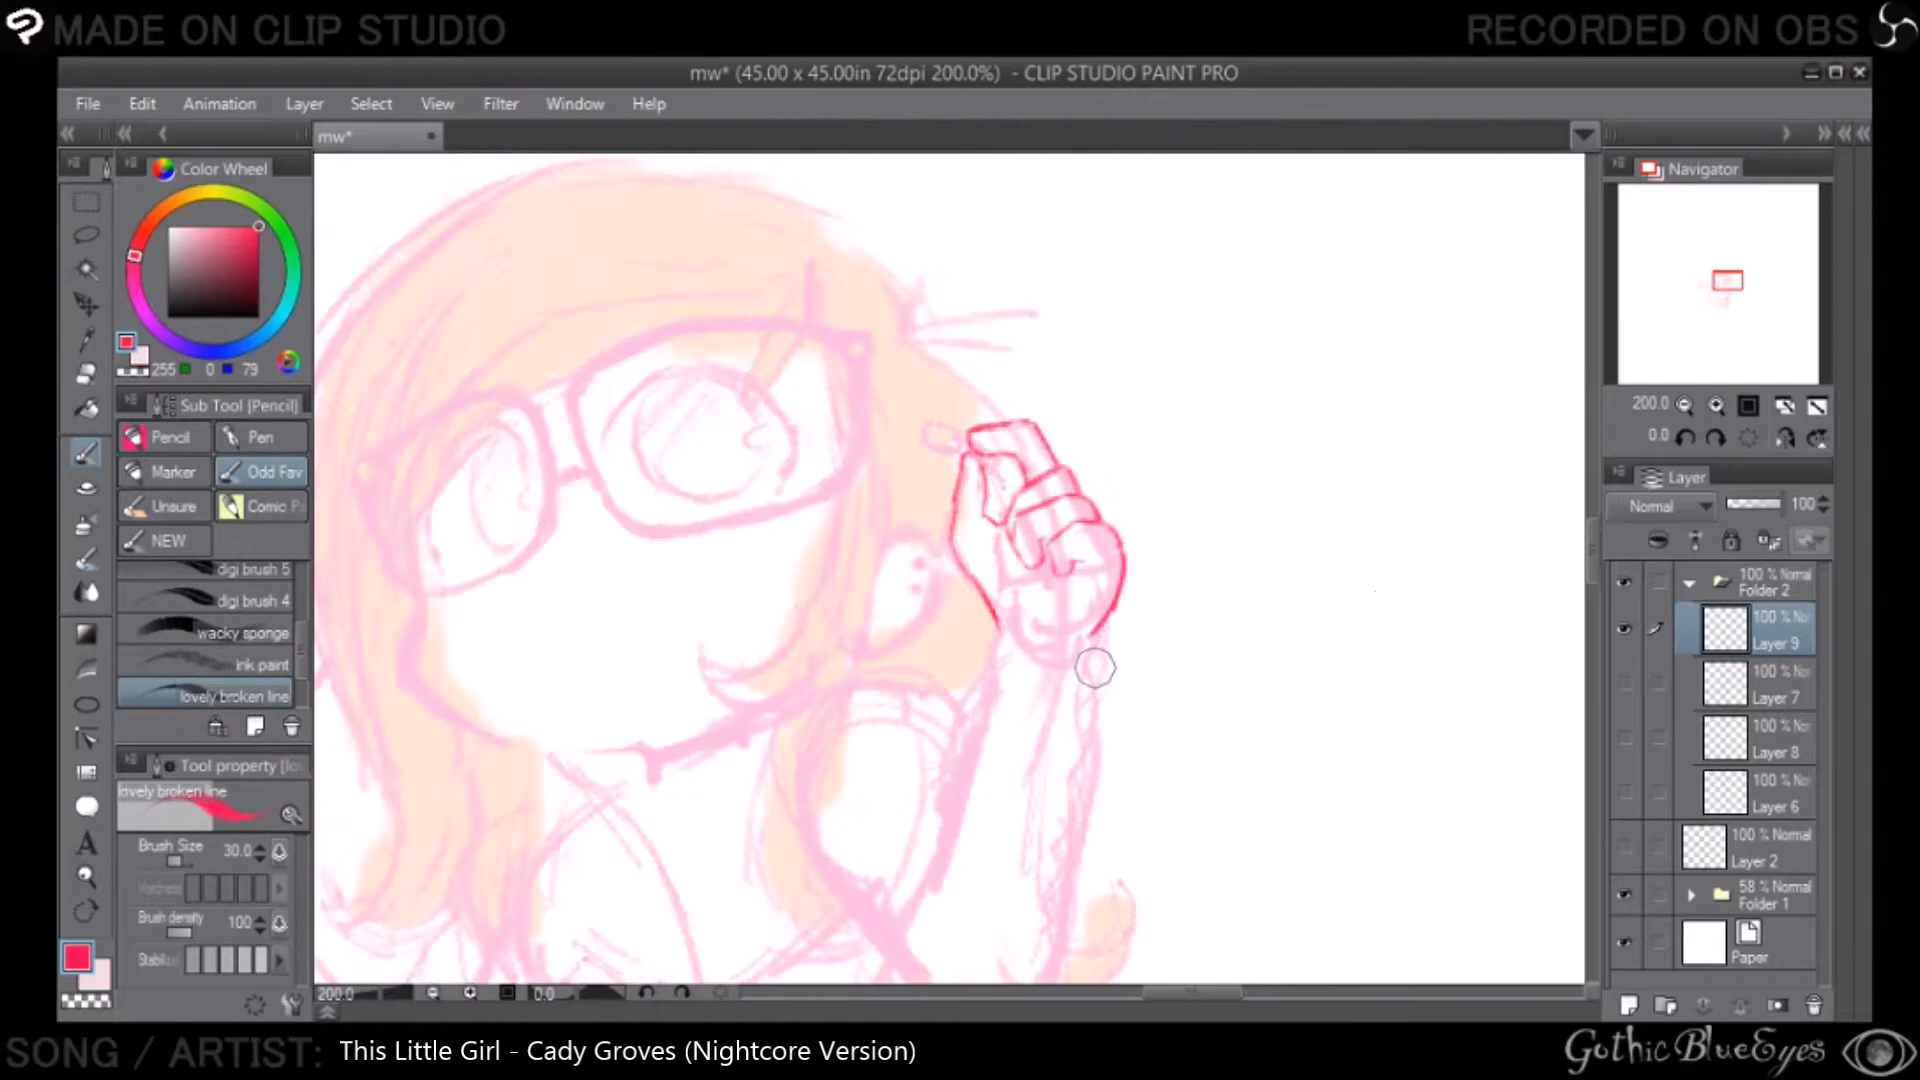 MADE ON CLIP STUDIO
RECORDED ON OBS
mw* (45.00 x 45.00in 72dpi 200.0%) - CLIP STUDIO PAINT PRO
File Edit Animation Layer Select View Filter Window Help
mw*
Color Wheel
255 0 79
Sub Tool [Pencil]
Pencil Pen
Marker Odd Fav
Unsure Comic
NEW
digi brush 5
digi brush 4
wacky sponge
ink paint
lovely broken line
Tool property [lo
lovely broken line
Brush Size 30.0
Hardness
Brush density 100
Stabiliz
200.0 0.0
Navigator
200.0
0.0
Layer
Normal 100
100 % Normal
Folder 2
100 % No
Layer 9
100 % No
Layer 7
100 % No
Layer 8
100 % No
Layer 6
100 % Normal
Layer 2
58 % Normal
Folder 1
Paper
SONG / ARTIST: This Little Girl - Cady Groves (Nightcore Version)
GothicBlueEyes